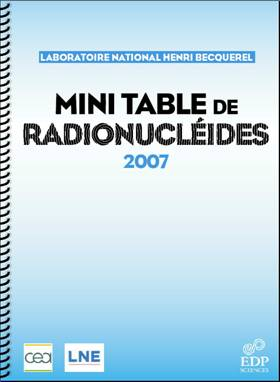 LABORATOIRE NATIONAL HENRI BECQUEREL
MINI TABLE DE
RADIONUCLÉIDES
2007
cea
LNE
EDP
SCIENCES